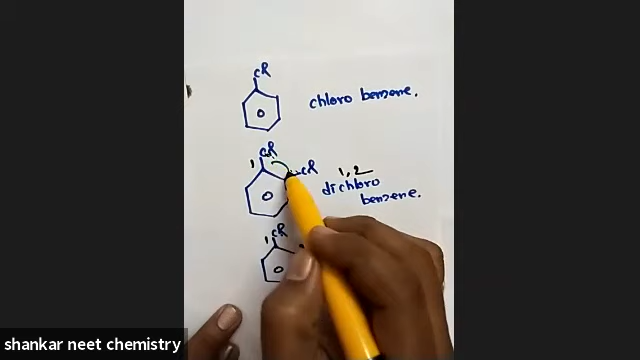 Cl
chloro benzene.
1 Cl
Cl
1,2
dichloro
benzene.
1 Cl
shankar neet chemistry